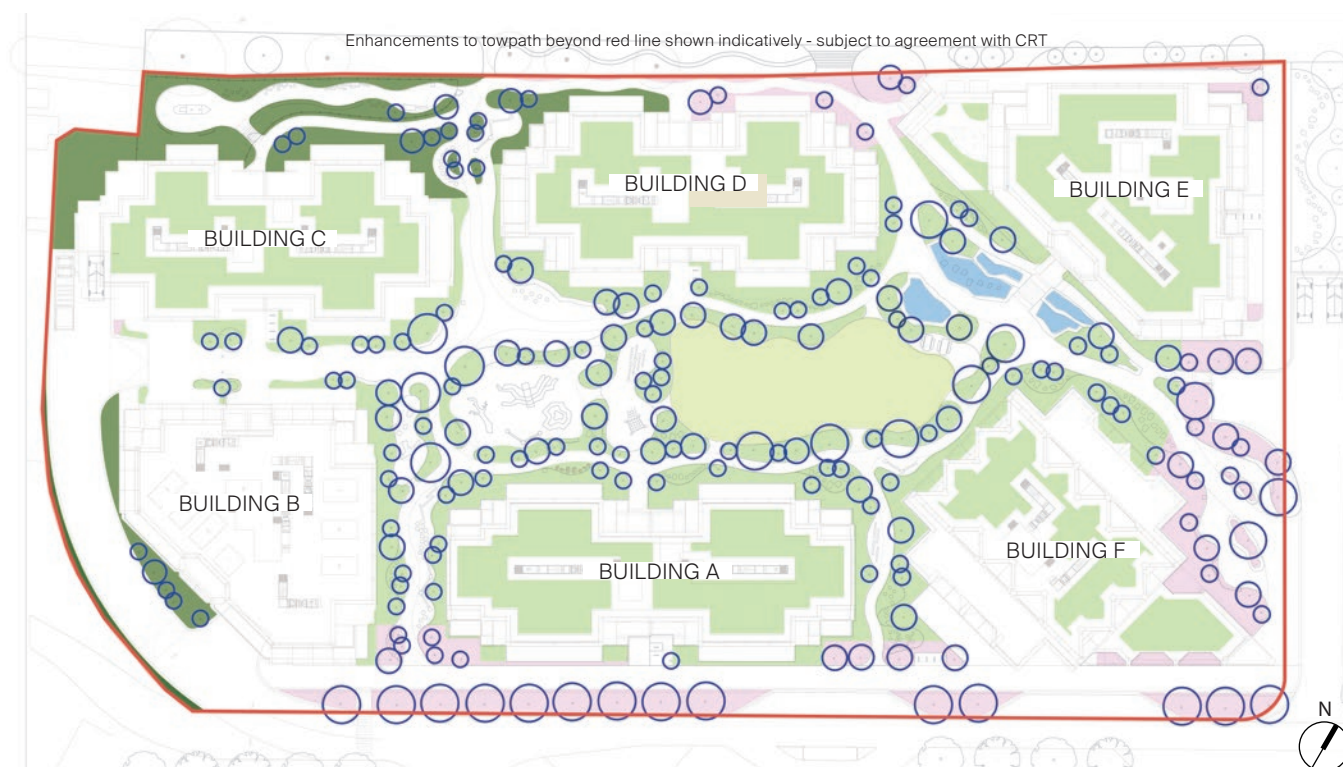 Enhancements to towpath beyond red line shown indicatively - subject to agreement with CRT
BUILDING D
BUILDING E
BUILDING C
BUILDING B
BUILDING F
BUILDING A
N